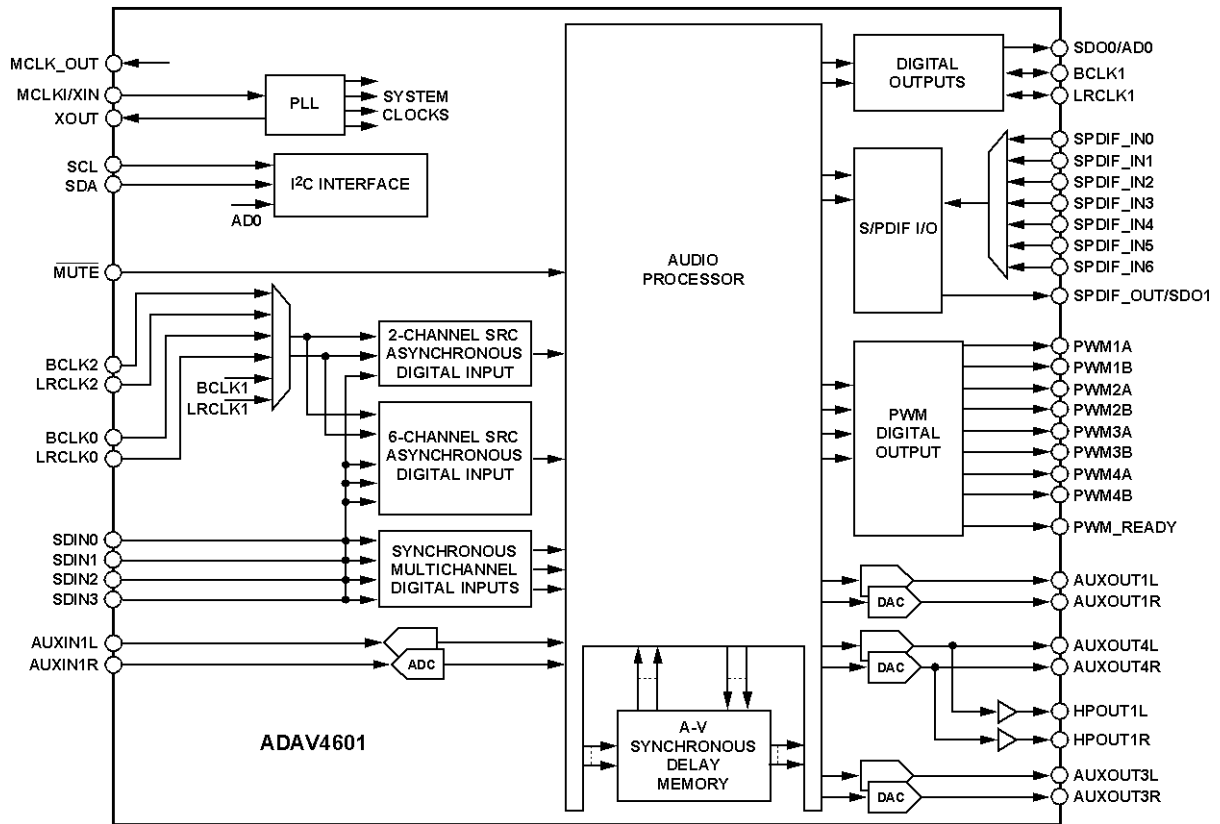 MCLK_OUT
MCLKI/XIN
XOUT
PLL
SYSTEM
CLOCKS
SCL
SDA
I²C INTERFACE
AD0
MUTE
BCLK2
LRCLK2
BCLK1
LRCLK1
BCLK0
LRCLK0
2-CHANNEL SRC
ASYNCHRONOUS
DIGITAL INPUT
6-CHANNEL SRC
ASYNCHRONOUS
DIGITAL INPUT
SDIN0
SDIN1
SDIN2
SDIN3
SYNCHRONOUS
MULTICHANNEL
DIGITAL INPUTS
AUXIN1L
AUXIN1R
ADC
ADAV4601
AUDIO
PROCESSOR
A-V
SYNCHRONOUS
DELAY
MEMORY
DIGITAL
OUTPUTS
SDO0/AD0
BCLK1
LRCLK1
S/PDIF I/O
SPDIF_IN0
SPDIF_IN1
SPDIF_IN2
SPDIF_IN3
SPDIF_IN4
SPDIF_IN5
SPDIF_IN6
SPDIF_OUT/SDO1
PWM
DIGITAL
OUTPUT
PWM1A
PWM1B
PWM2A
PWM2B
PWM3A
PWM3B
PWM4A
PWM4B
PWM_READY
DAC
AUXOUT1L
AUXOUT1R
DAC
AUXOUT4L
AUXOUT4R
HPOUT1L
HPOUT1R
DAC
AUXOUT3L
AUXOUT3R